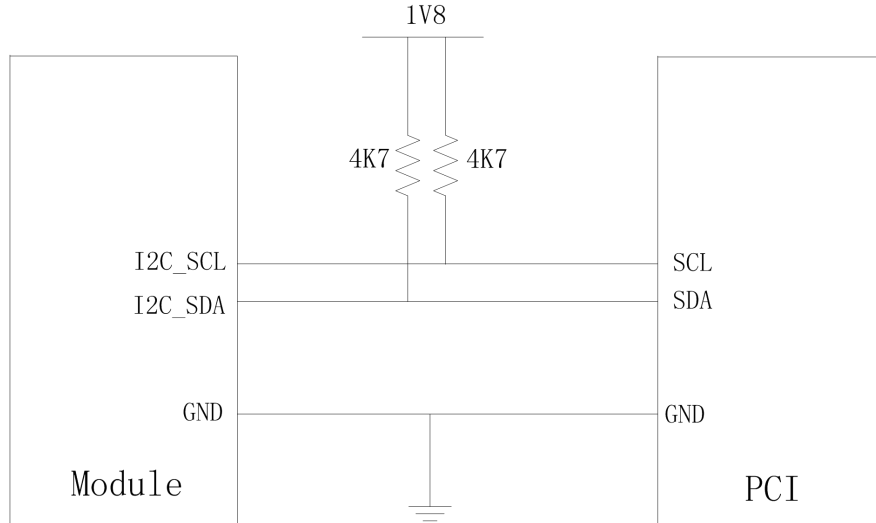 1V8
4K7 4K7
I2C_SCL SCL
I2C_SDA SDA
GND GND
Module PCI